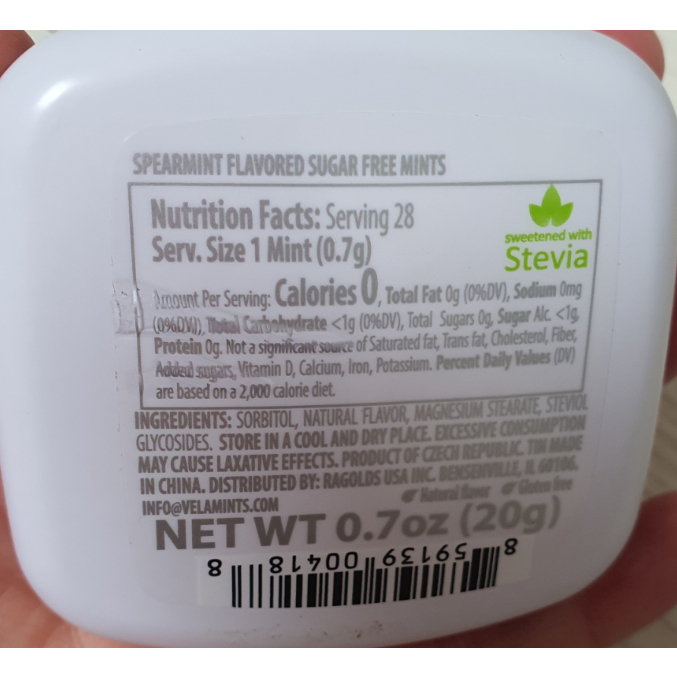 SPEARMINT FLAVORED SUGAR FREE MINTS
Nutrition Facts: Serving 28
Serv. Size 1 Mint (0.7g)
sweetened with
Stevia
Amount Per Serving: Calories 0, Total Fat 0g (0%DV), Sodium 0mg
(0%DV), Total Carbohydrate <1g (0%DV), Total Sugars 0g, Sugar Alc. <1g,
Protein 0g. Not a significant source of Saturated fat, Trans fat, Cholesterol, Fiber,
Added sugars, Vitamin D, Calcium, Iron, Potassium. Percent Daily Values (DV)
are based on a 2,000 calorie diet.
INGREDIENTS: SORBITOL, NATURAL FLAVOR, MAGNESIUM STEARATE, STEVIOL
GLYCOSIDES. STORE IN A COOL AND DRY PLACE. EXCESSIVE CONSUMPTION
MAY CAUSE LAXATIVE EFFECTS. PRODUCT OF CZECH REPUBLIC. TIN MADE
IN CHINA. DISTRIBUTED BY: RAGOLDS USA INC. BENSENVILLE, IL 60106.
INFO@VELAMINTS.COM
Natural flavor Gluten free
NET WT 0.7oz (20g)
8 59139 00418 8